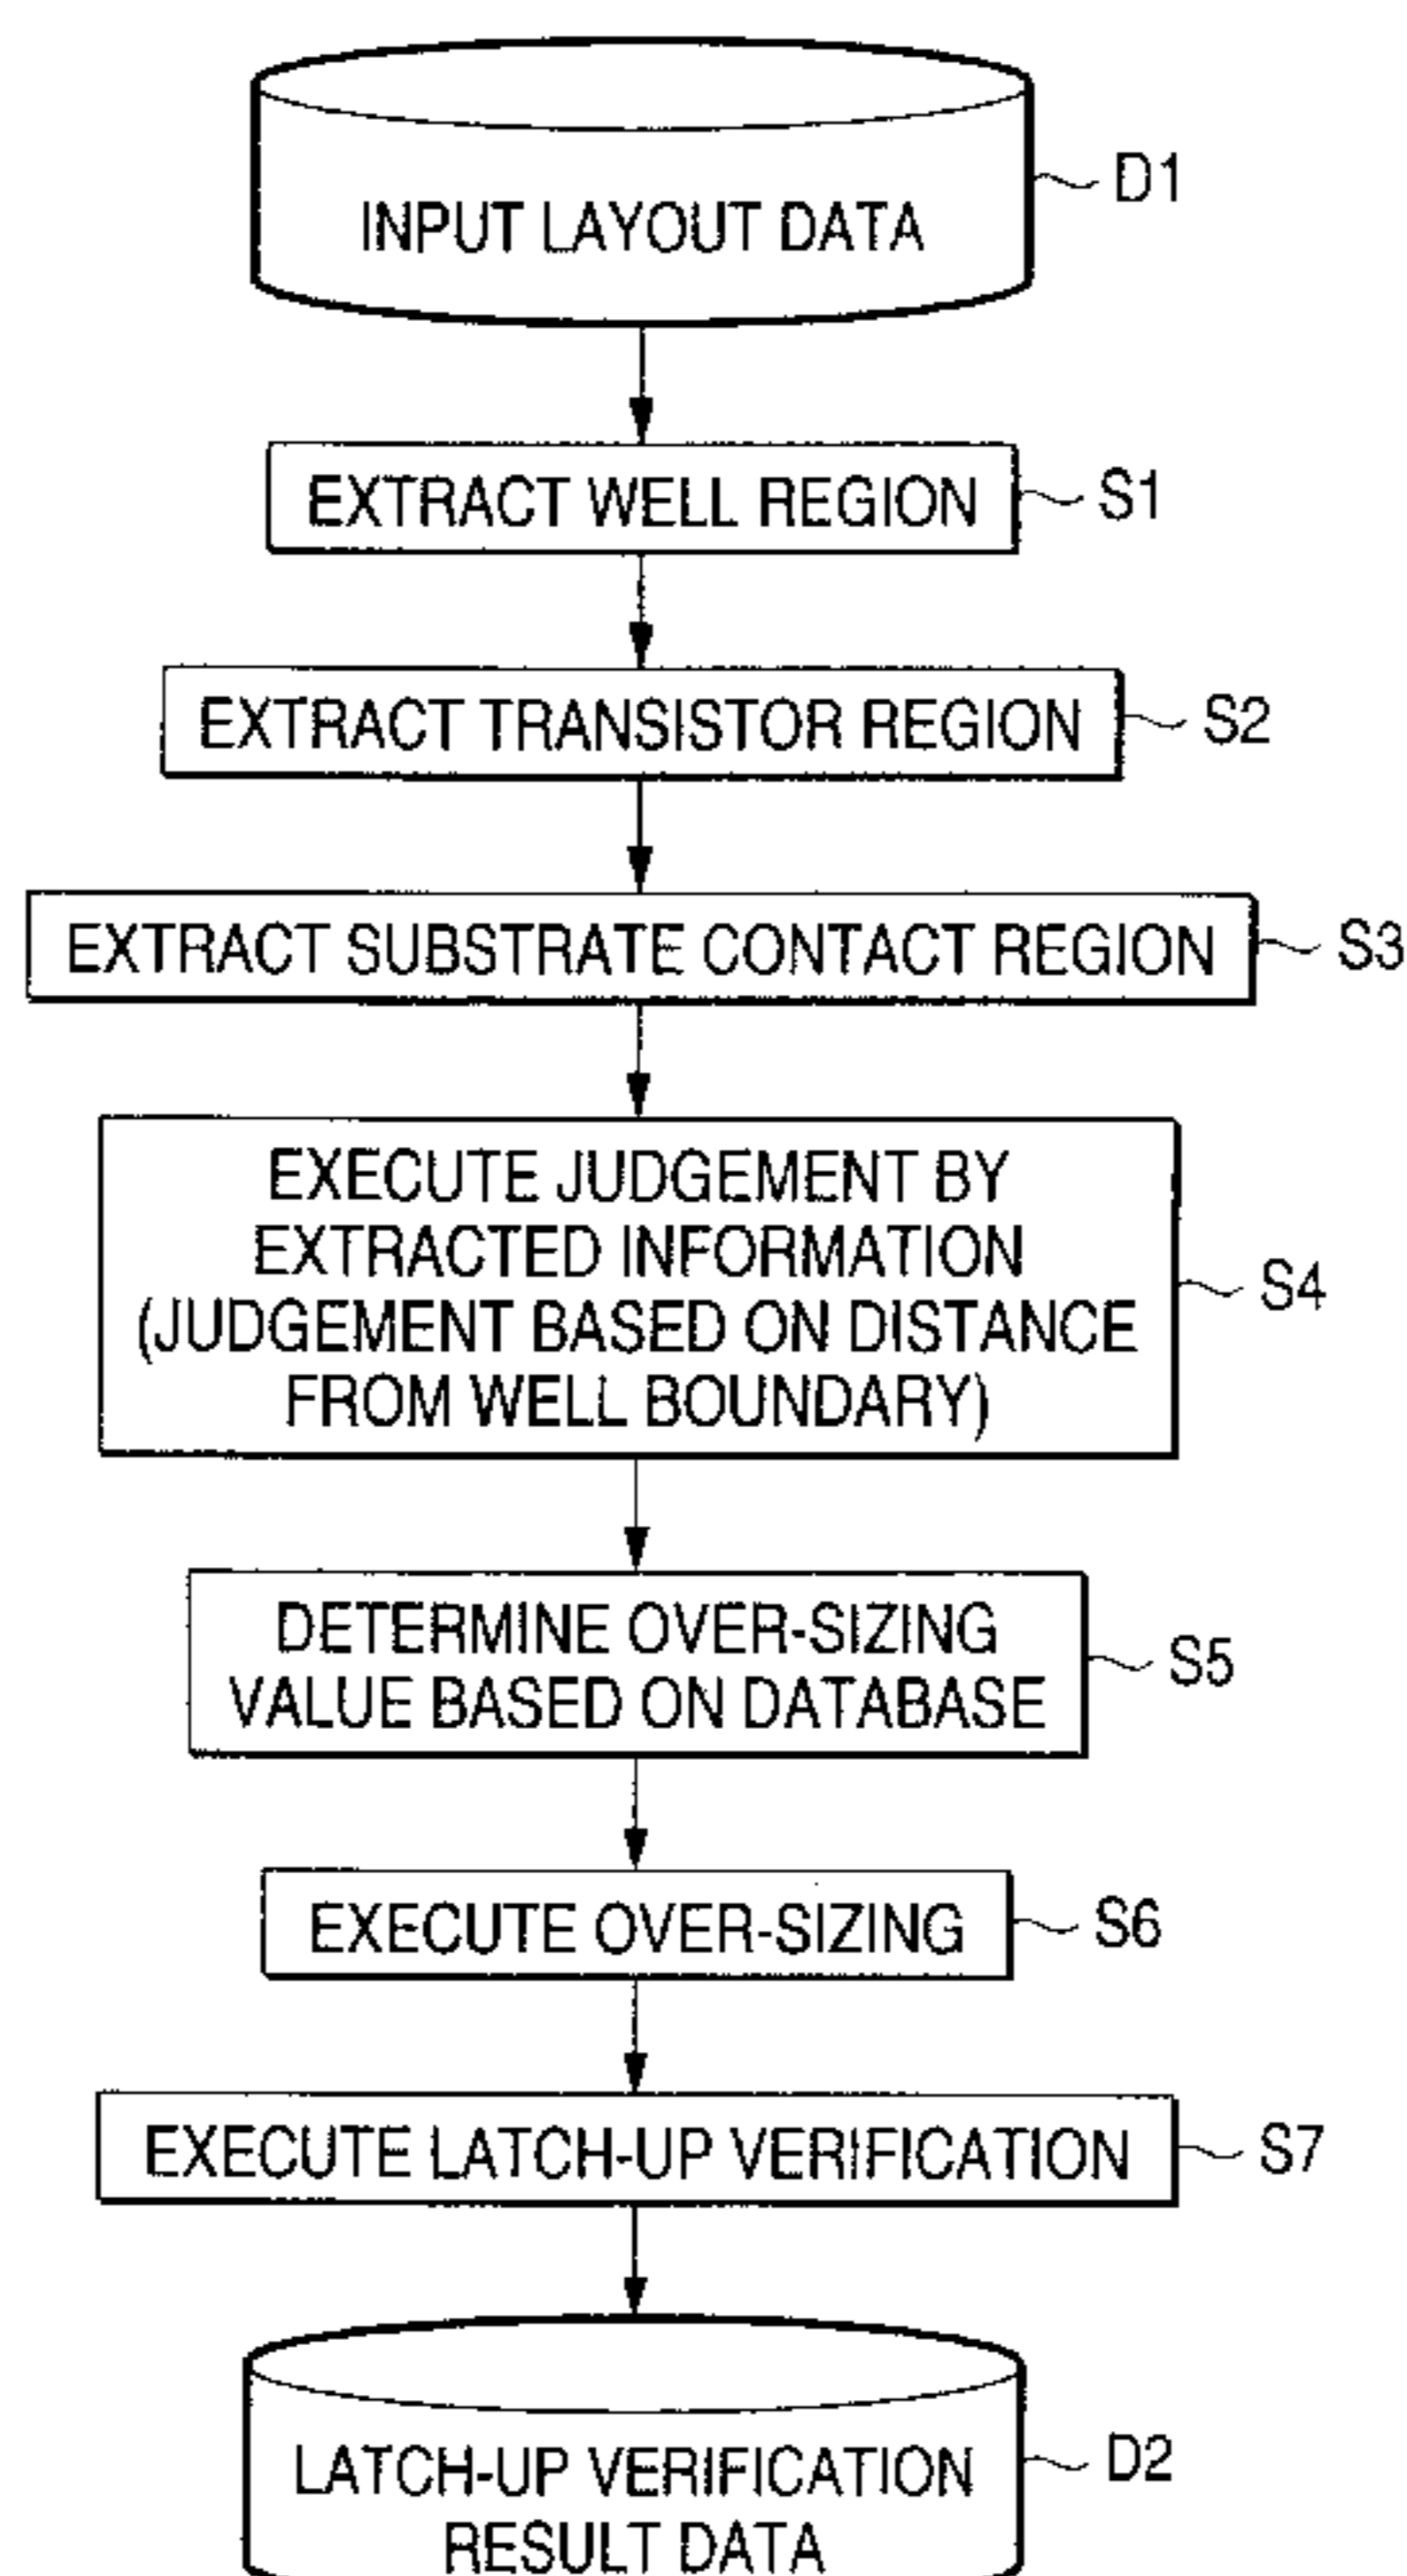 INPUT LAYOUT DATA
D1
EXTRACT WELL REGION
S1
EXTRACT TRANSISTOR REGION
S2
EXTRACT SUBSTRATE CONTACT REGION
S3
EXECUTE JUDGEMENT BY
EXTRACTED INFORMATION
(JUDGEMENT BASED ON DISTANCE
FROM WELL BOUNDARY)
S4
DETERMINE OVER-SIZING
VALUE BASED ON DATABASE
S5
EXECUTE OVER-SIZING
S6
EXECUTE LATCH-UP VERIFICATION
S7
LATCH-UP VERIFICATION
RESULT DATA
D2